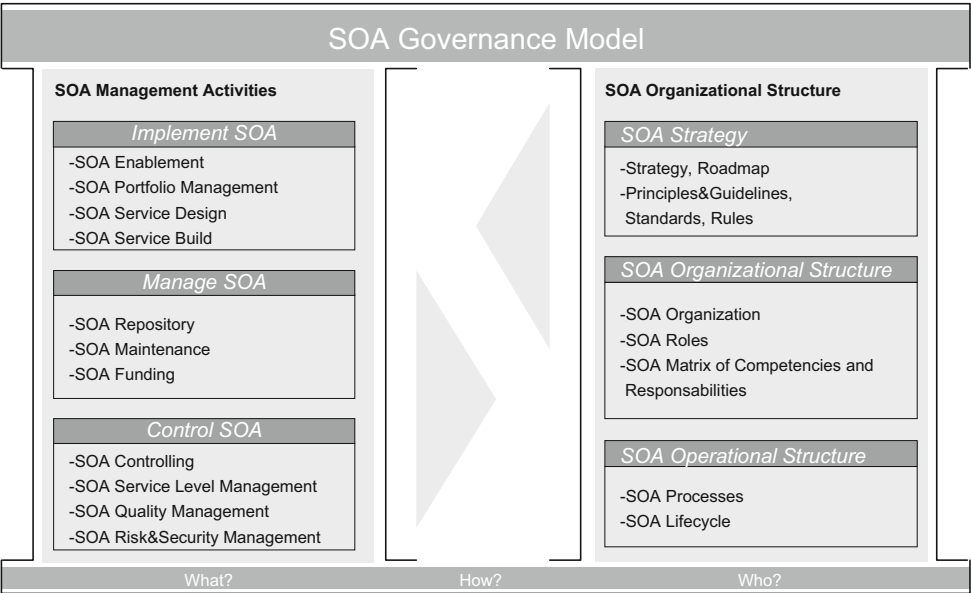 SOA Governance Model
SOA Management Activities
Implement SOA
-SOA Enablement
-SOA Portfolio Management
-SOA Service Design
-SOA Service Build
Manage SOA
-SOA Repository
-SOA Maintenance
-SOA Funding
Control SOA
-SOA Controlling
-SOA Service Level Management
-SOA Quality Management
-SOA Risk&Security Management
SOA Organizational Structure
SOA Strategy
-Strategy, Roadmap
-Principles&Guidelines,
Standards, Rules
SOA Organizational Structure
-SOA Organization
-SOA Roles
-SOA Matrix of Competencies and
Responsabilities
SOA Operational Structure
-SOA Processes
-SOA Lifecycle
What?
How?
Who?